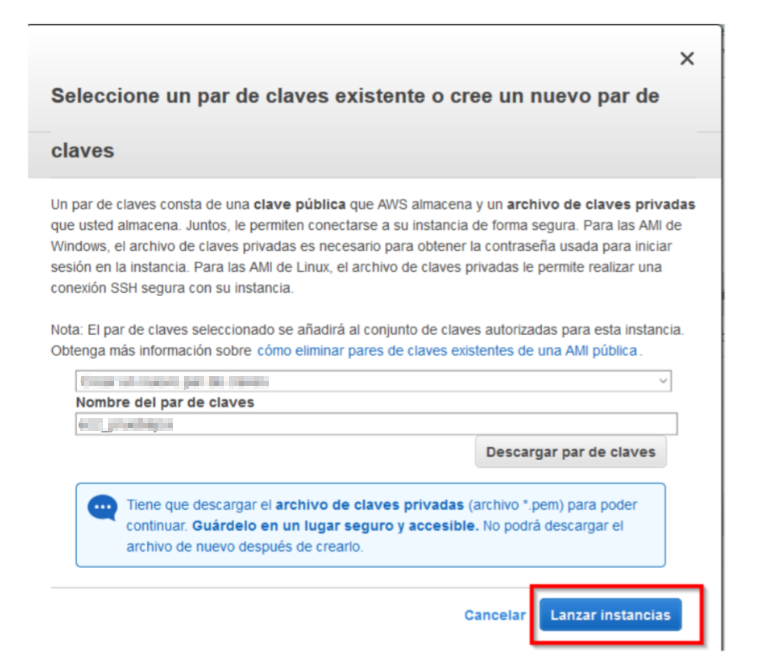 Seleccione un par de claves existente o cree un nuevo par de
claves
Un par de claves consta de una clave pública que AWS almacena y un archivo de claves privadas
que usted almacena. Juntos, le permiten conectarse a su instancia de forma segura. Para las AMI de
Windows, el archivo de claves privadas es necesario para obtener la contraseña usada para iniciar
sesión en la instancia. Para las AMI de Linux, el archivo de claves privadas le permite realizar una
conexión SSH segura con su instancia.
Nota: El par de claves seleccionado se añadirá al conjunto de claves autorizadas para esta instancia.
Obtenga más información sobre cómo eliminar pares de claves existentes de una AMI pública.
Nombre del par de claves
Descargar par de claves
Tiene que descargar el archivo de claves privadas (archivo *.pem) para poder
continuar. Guárdelo en un lugar seguro y accesible. No podrá descargar el
archivo de nuevo después de crearlo.
Cancelar Lanzar instancias